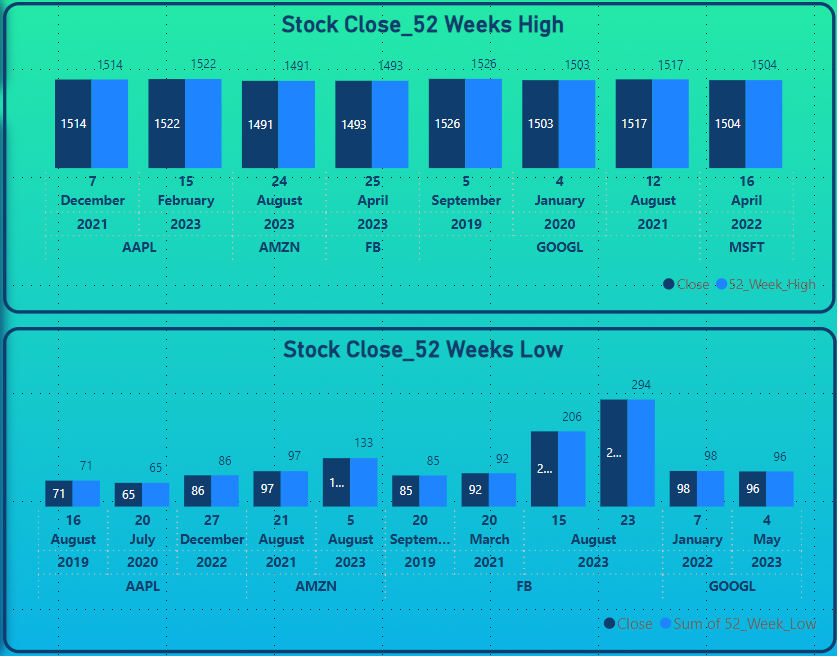 Stock Close_52 Weeks High
1514 1522 1491 1493 1526 1503 1517 1504
1514 1522 1491 1493 1526 1503 1517 1504
7 15 24 25 5 4 12 16
December February August April September January August April
2021 2023 2023 2023 2019 2020 2021 2022
AAPL AMZN FB GOOGL MSFT
Close 52_Week_High
Stock Close_52 Weeks Low
71 65 86 97 133 85 92 206 294 98 96
71 65 86 97 1... 85 92 2... 2... 98 96
16 20 27 21 5 20 20 15 23 7 4
August July December August August Septem... March August January May
2019 2020 2022 2021 2023 2019 2021 2023 2022 2023
AAPL AMZN FB GOOGL
Close Sum of 52_Week_Low